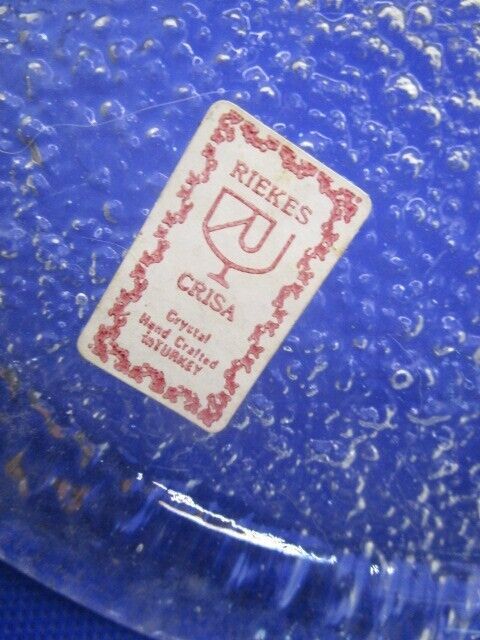 RIEKES
CRISA
Crystal
Hand Crafted
in TURKEY